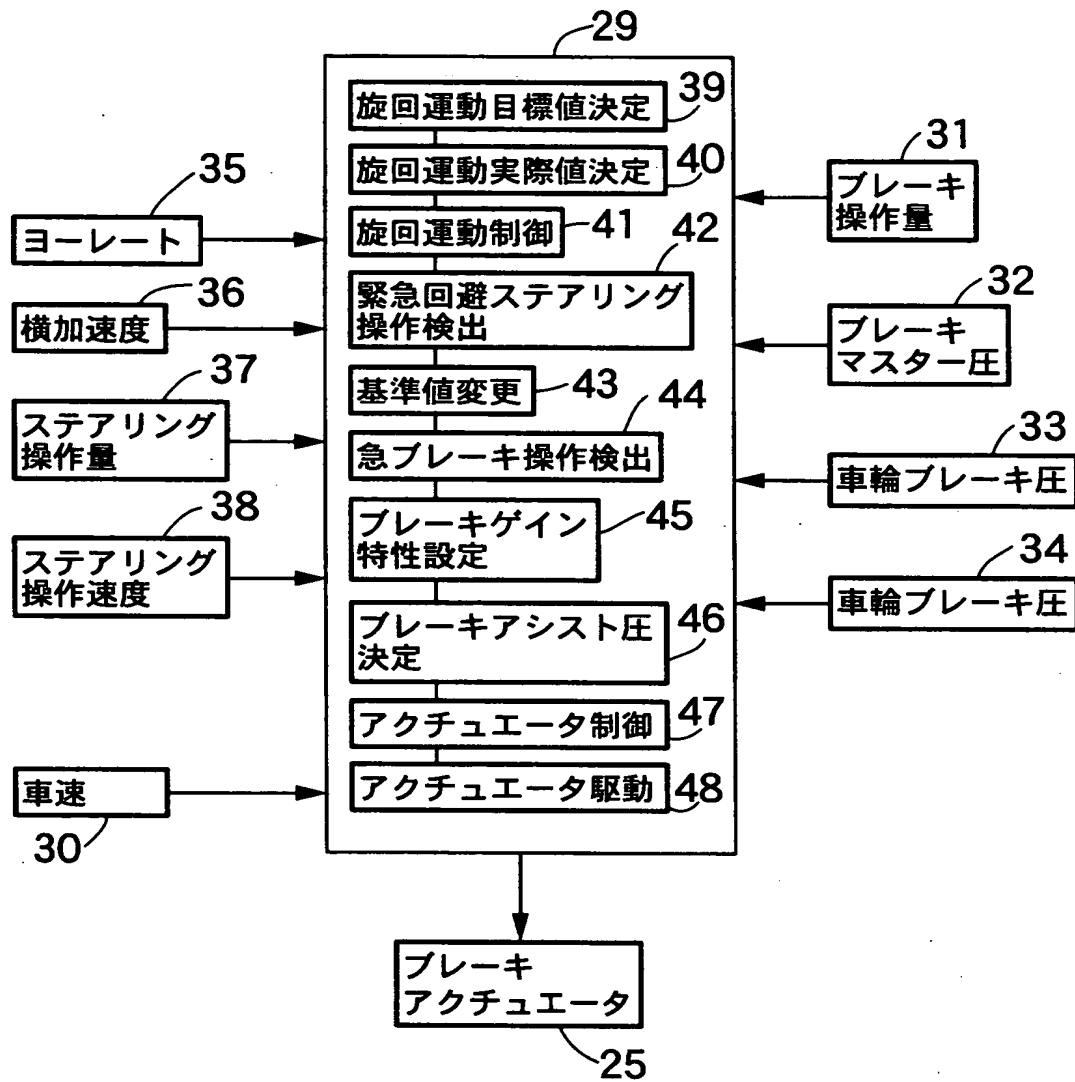 29
旋回運動目標値決定
39
旋回運動実際値決定
40
旋回運動制御
41
緊急回避ステアリング
操作検出
42
基準値変更
43
急ブレーキ操作検出
44
ブレーキゲイン
特性設定
45
ブレーキアシスト圧
決定
46
アクチュエータ制御
47
アクチュエータ駆動
48
35
ヨーレート
36
横加速度
37
ステアリング
操作量
38
ステアリング
操作速度
車速
30
31
ブレーキ
操作量
32
ブレーキ
マスター圧
33
車輪ブレーキ圧
34
車輪ブレーキ圧
ブレーキ
アクチュエータ
25